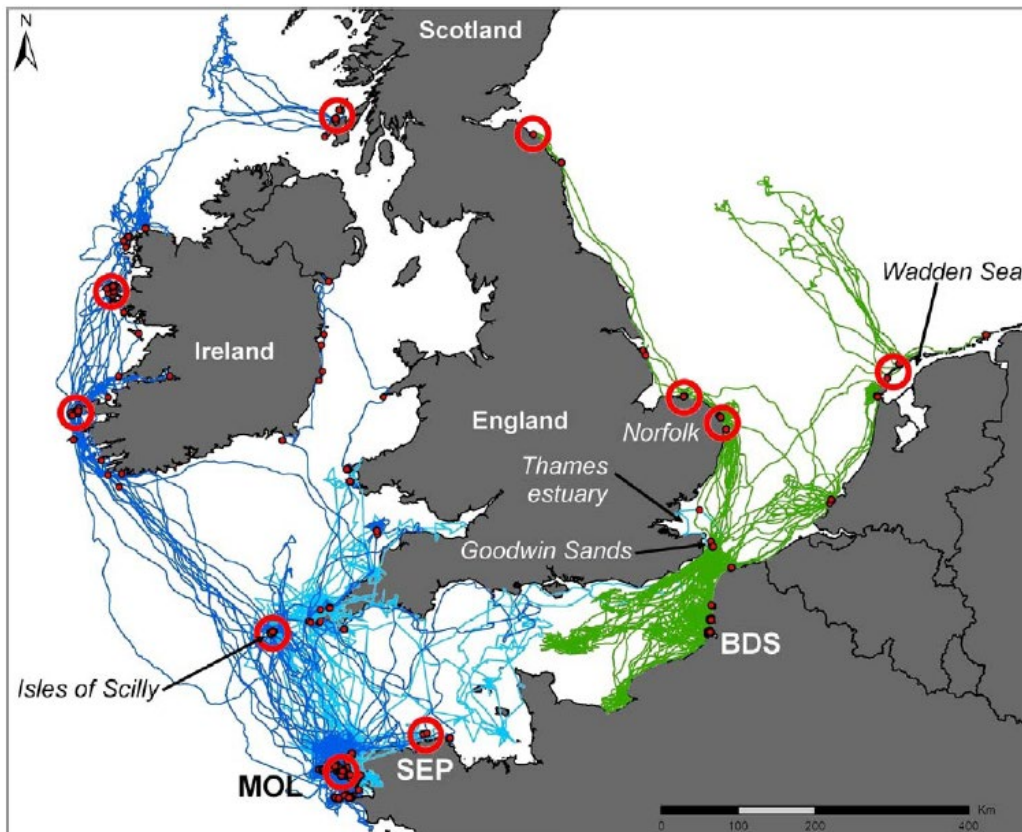 N
Scotland
Wadden Sea
Ireland
England
Norfolk
Thames
estuary
Goodwin Sands
BDS
Isles of Scilly
SEP
MOL
Km
0 100 200 400